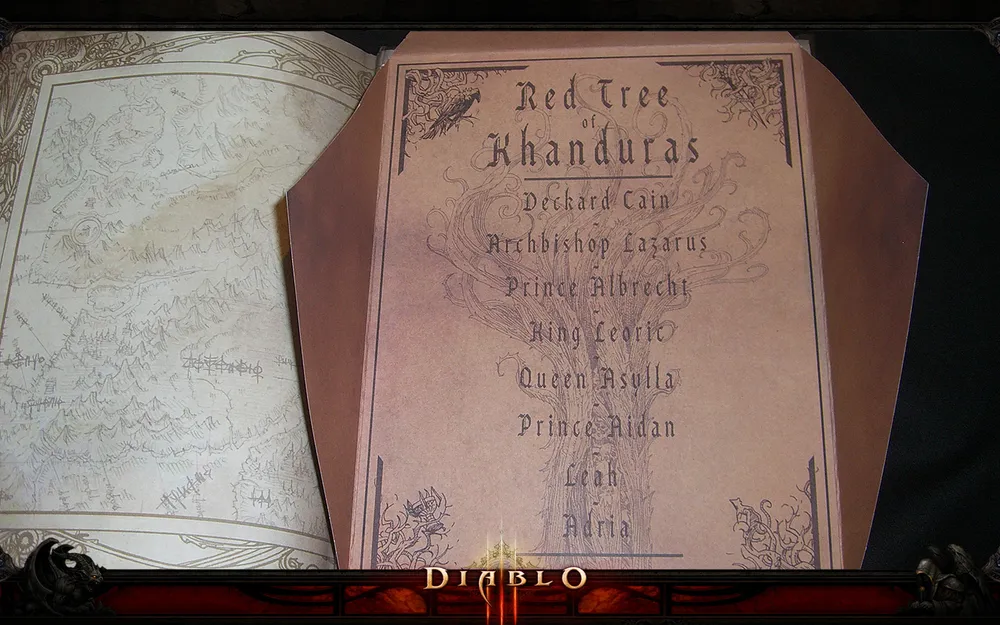 Red Tree
of
Khanduras
Deckard Cain
~
Archbishop Lazarus
~
Prince Albrecht
~
King Leoric
~
Queen Asylla
~
Prince Aidan
~
Leah
~
Adria
DIABLO
III